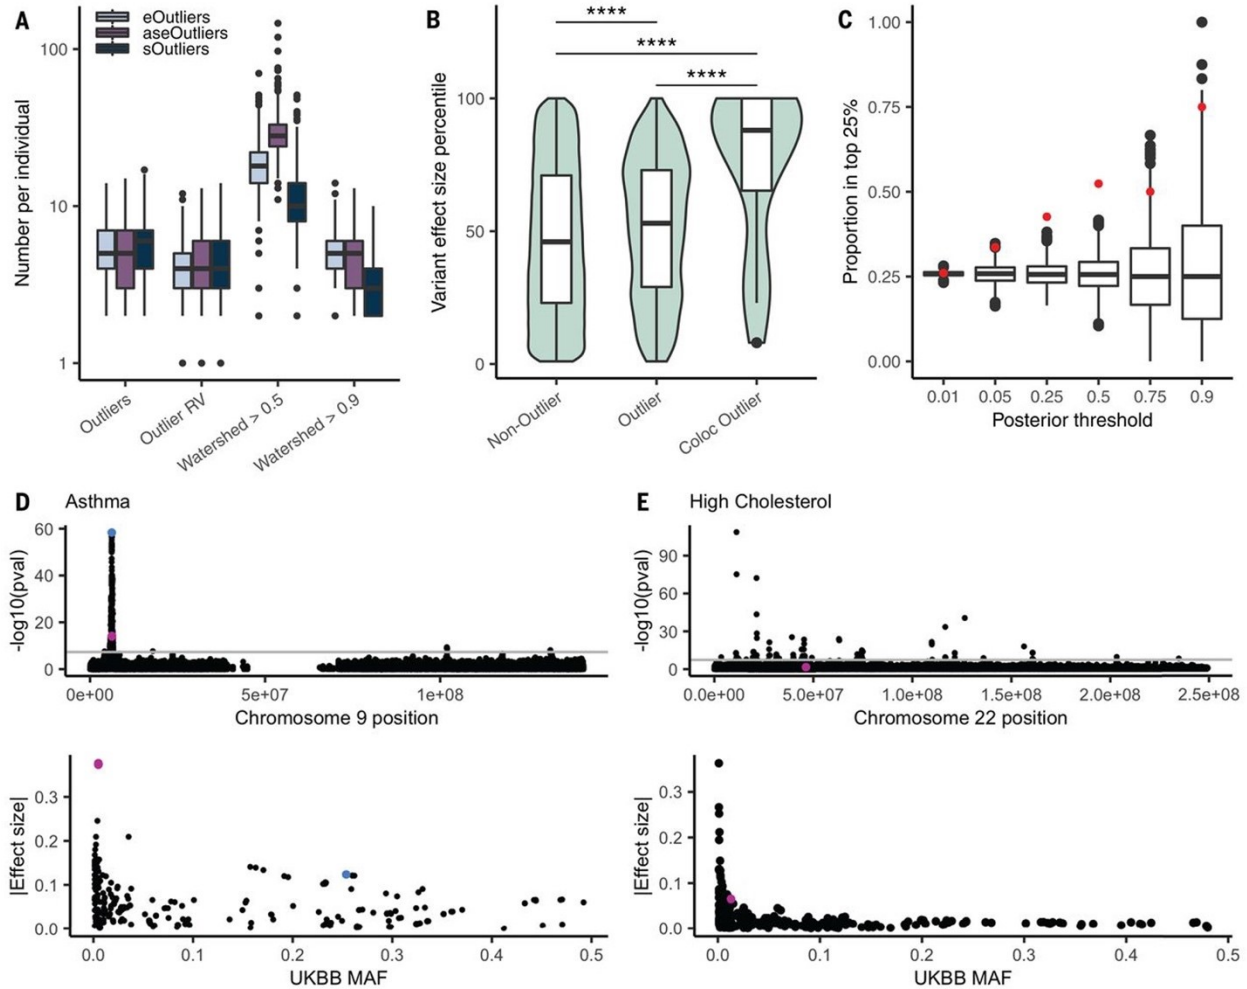 A
eOutliers
aseOutliers
sOutliers
Number per individual
100
10
1
Outliers
Outlier RV
Watershed > 0.5
Watershed > 0.9
B
****
****
****
Variant effect size percentile
100
50
0
Non-Outlier
Outlier
Coloc Outlier
C
Proportion in top 25%
1.00
0.75
0.50
0.25
0.00
0.01 0.05 0.25 0.5 0.75 0.9
Posterior threshold
D Asthma
-log10(pval)
60
40
20
0
0e+00 5e+07 1e+08
Chromosome 9 position
|Effect size|
0.3
0.2
0.1
0.0
0.0 0.1 0.2 0.3 0.4 0.5
UKBB MAF
E High Cholesterol
-log10(pval)
90
60
30
0
0.0e+00 5.0e+07 1.0e+08 1.5e+08 2.0e+08 2.5e+08
Chromosome 22 position
|Effect size|
0.3
0.2
0.1
0.0
0.0 0.1 0.2 0.3 0.4 0.5
UKBB MAF